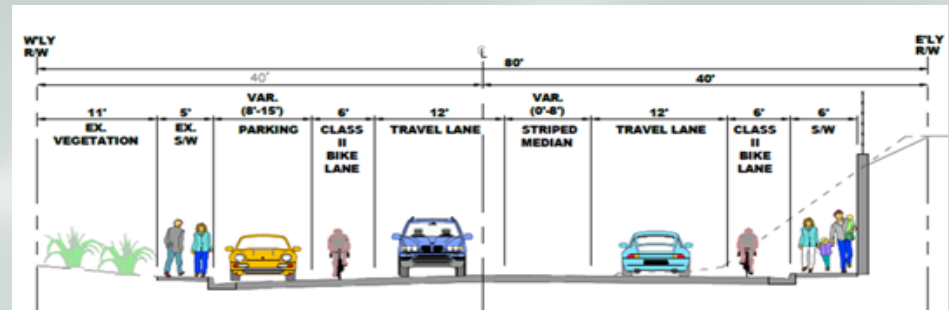 W'LY
R/W
E'LY
R/W
℄
80'
40'
40'
11'
EX.
VEGETATION
5'
EX.
S/W
VAR.
(8'-15')
PARKING
6'
CLASS
II
BIKE
LANE
12'
TRAVEL LANE
VAR.
(0'-8')
STRIPED
MEDIAN
12'
TRAVEL LANE
6'
CLASS
II
BIKE
LANE
6'
S/W